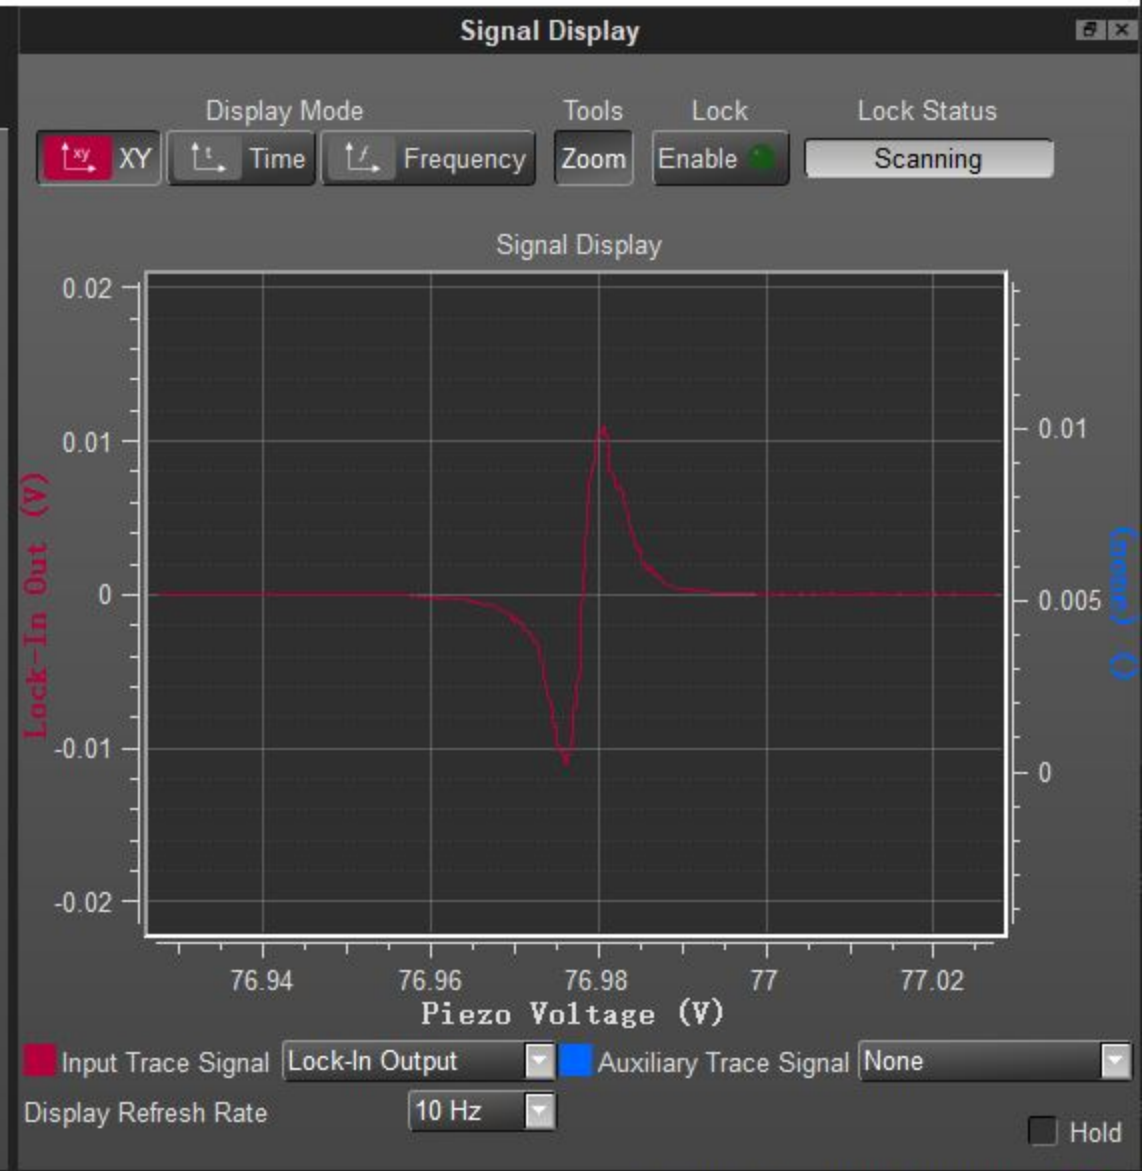 Signal Display
Display Mode Tools Lock Lock Status
xy XY t Time f Frequency Zoom Enable Scanning
Signal Display
0.02
0.01 0.01
0 0.005
-0.01 0
-0.02
Lock-In Out (V)
(none) ()
76.94 76.96 76.98 77 77.02
Piezo Voltage (V)
Input Trace Signal Lock-In Output Auxiliary Trace Signal None
Display Refresh Rate 10 Hz
Hold